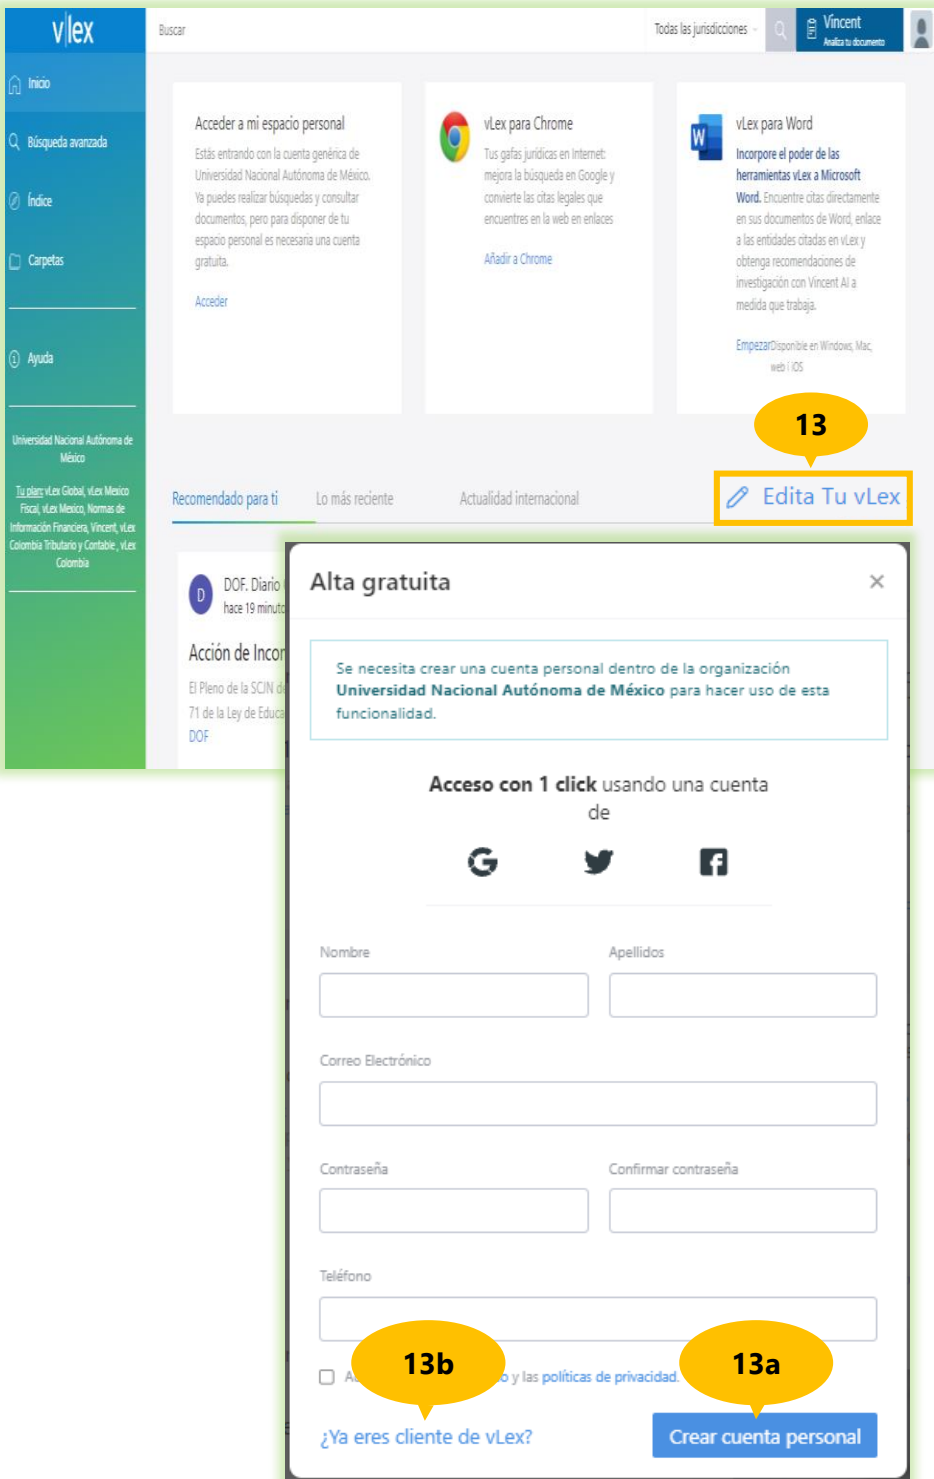 v|lex
Buscar
Todas las jurisdicciones
Vincent
Analiza tu documento
Inicio
Búsqueda avanzada
Índice
Carpetas
Ayuda
Universidad Nacional Autónoma de
México
Tu plan: vLex Global, vLex Mexico
Fiscal, vLex Mexico, Normas de
Información Financiera, Vincent, vLex
Colombia Tributario y Contable , vLex
Colombia
Acceder a mi espacio personal
Estás entrando con la cuenta genérica de
Universidad Nacional Autónoma de México.
Ya puedes realizar búsquedas y consultar
documentos, pero para disponer de tu
espacio personal es necesaria una cuenta
gratuita.
Acceder
vLex para Chrome
Tus gafas jurídicas en Internet:
mejora la búsqueda en Google y
convierte las citas legales que
encuentres en la web en enlaces
Añadir a Chrome
W
vLex para Word
Incorpore el poder de las
herramientas vLex a Microsoft
Word. Encuentre citas directamente
en sus documentos de Word, enlace
a las entidades citadas en vLex y
obtenga recomendaciones de
investigación con Vincent AI a
medida que trabaja.
Empezar Disponible en Windows, Mac,
web i iOS
13
Recomendado para ti
Lo más reciente
Actualidad internacional
Edita Tu vLex
D
DOF. Diario
hace 19 minuto
Acción de Incon
El Pleno de la SCJN de
71 de la Ley de Educa
DOF
Alta gratuita
×
Se necesita crear una cuenta personal dentro de la organización
Universidad Nacional Autónoma de México para hacer uso de esta
funcionalidad.
Acceso con 1 click usando una cuenta
de
Nombre
Apellidos
Correo Electrónico
Contraseña
Confirmar contraseña
Teléfono
13b
13a
y las políticas de privacidad.
¿Ya eres cliente de vLex?
Crear cuenta personal